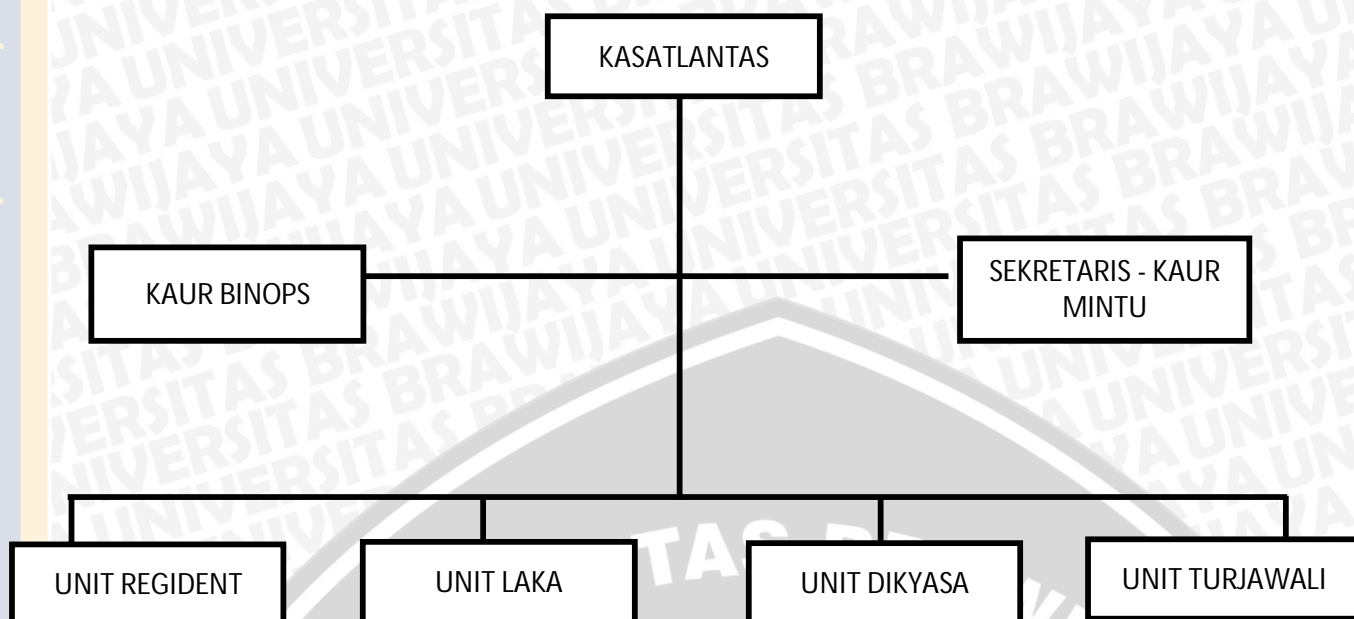 KASATLANTAS
KAUR BINOPS
SEKRETARIS - KAUR
MINTU
UNIT REGIDENT
UNIT LAKA
UNIT DIKYASA
UNIT TURJAWALI